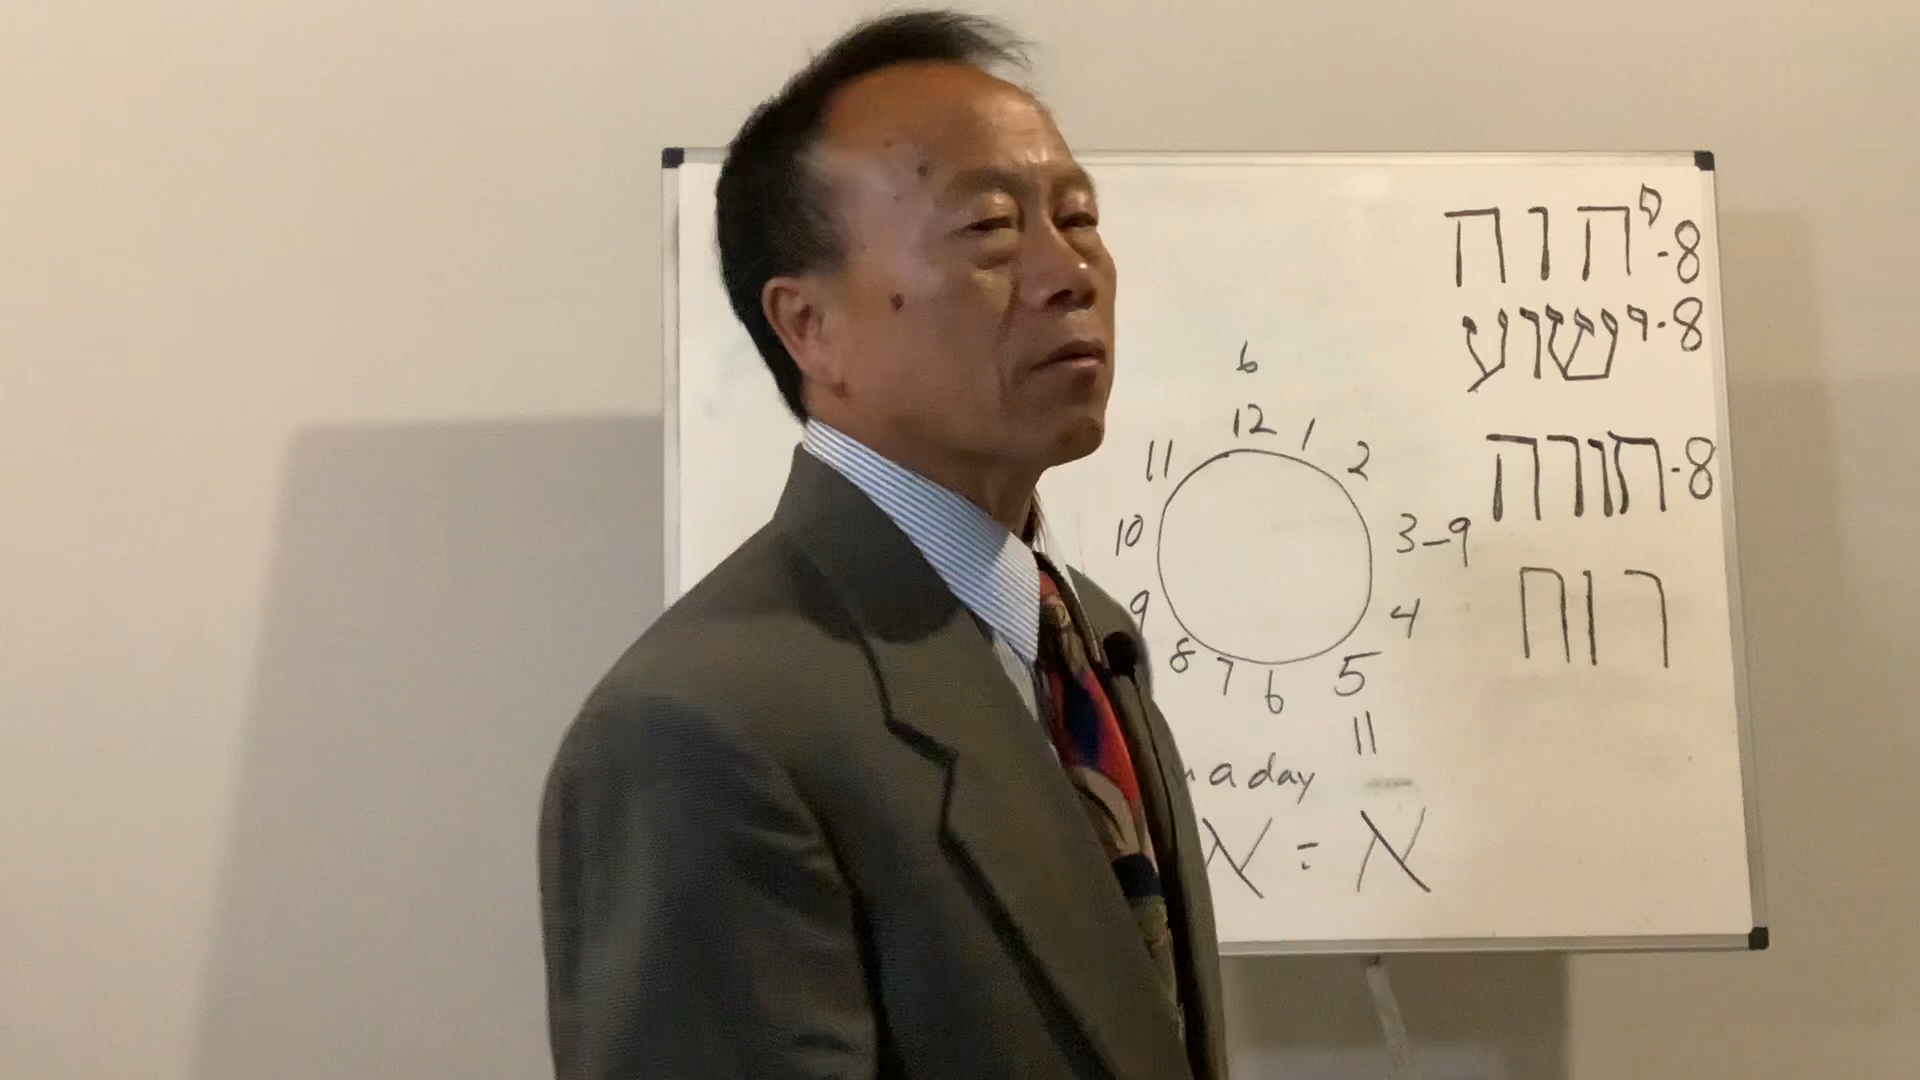 יהוה-8
ישוע-8
תורה-8
רוח
6
12
11 1 2
10 3-9
9 4
8 7 6 5
11
a day
א = א